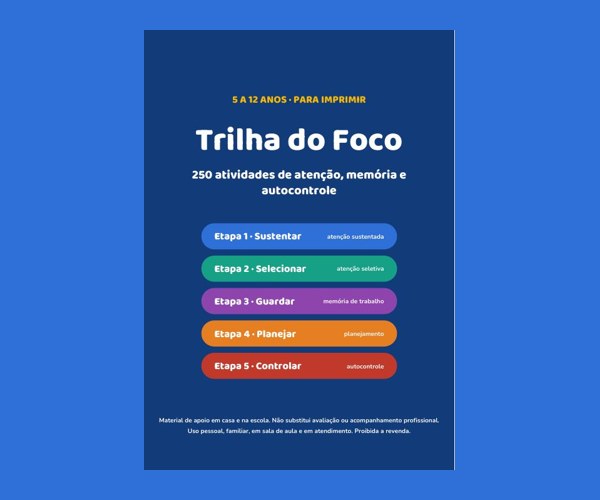 5 A 12 ANOS · PARA IMPRIMIR
Trilha do Foco
250 atividades de atenção, memória e
autocontrole
Etapa 1 · Sustentar atenção sustentada
Etapa 2 · Selecionar atenção seletiva
Etapa 3 · Guardar memória de trabalho
Etapa 4 · Planejar planejamento
Etapa 5 · Controlar autocontrole
Material de apoio em casa e na escola. Não substitui avaliação ou acompanhamento profissional.
Uso pessoal, familiar, em sala de aula e em atendimento. Proibida a revenda.